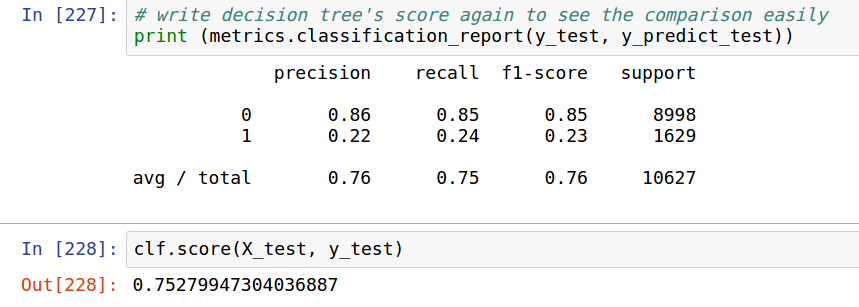 In [227]: # write decision tree's score again to see the comparison easily
print (metrics.classification_report(y_test, y_predict_test))
precision recall f1-score support
0 0.86 0.85 0.85 8998
1 0.22 0.24 0.23 1629
avg / total 0.76 0.75 0.76 10627
In [228]: clf.score(X_test, y_test)
Out[228]: 0.75279947304036887